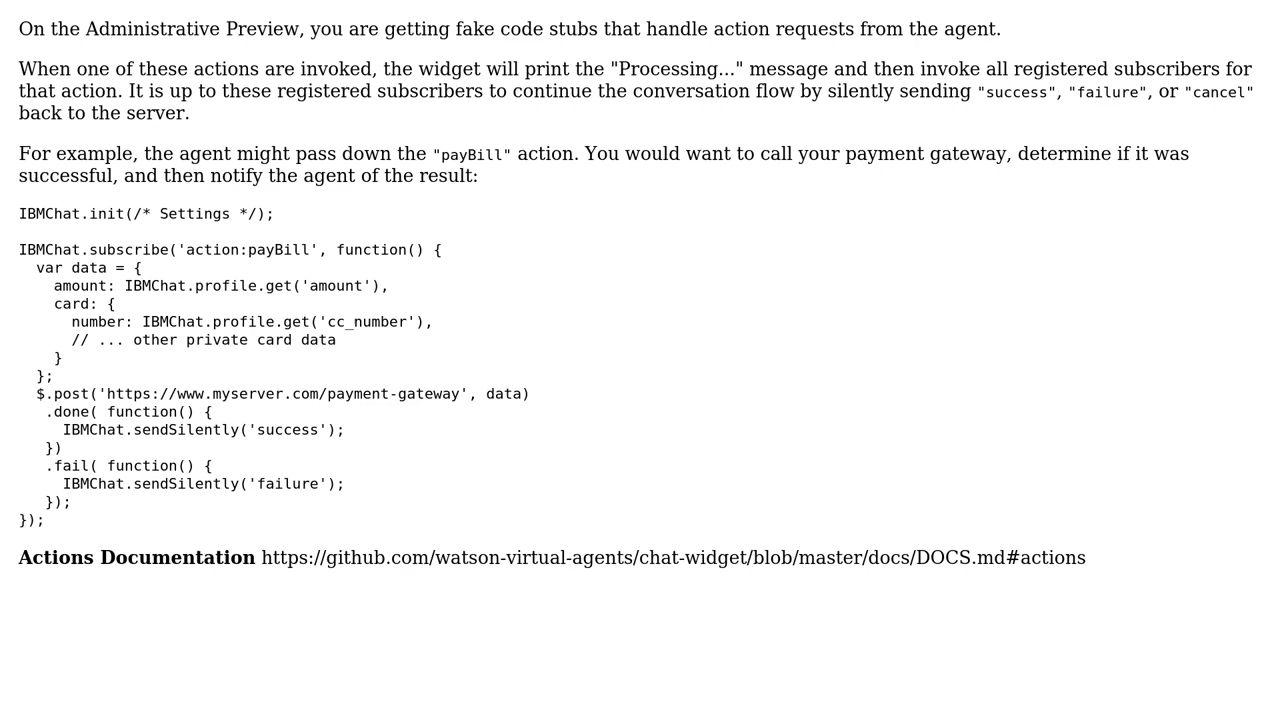 On the Administrative Preview, you are getting fake code stubs that handle action requests from the agent.
When one of these actions are invoked, the widget will print the "Processing..." message and then invoke all registered subscribers for
that action. It is up to these registered subscribers to continue the conversation flow by silently sending "success", "failure", or "cancel"
back to the server.
For example, the agent might pass down the "payBill" action. You would want to call your payment gateway, determine if it was
successful, and then notify the agent of the result:
IBMChat.init(/* Settings */);
IBMChat.subscribe('action:payBill', function() {
  var data = {
    amount: IBMChat.profile.get('amount'),
    card: {
      number: IBMChat.profile.get('cc_number'),
      // ... other private card data
    }
  };
  $.post('https://www.myserver.com/payment-gateway', data)
   .done( function() {
     IBMChat.sendSilently('success');
   })
   .fail( function() {
     IBMChat.sendSilently('failure');
   });
});
Actions Documentation https://github.com/watson-virtual-agents/chat-widget/blob/master/docs/DOCS.md#actions